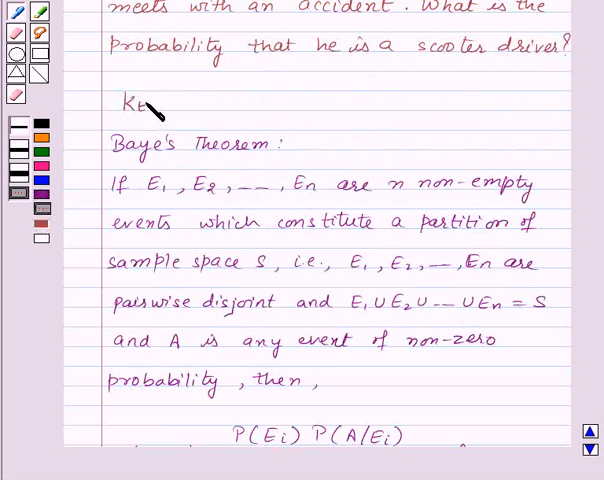 meets with an accident. What is the
probability that he is a scooter driver?
Ke
Baye's Theorem:
If E1, E2, ---, En are n non-empty
events which constitute a partition of
sample space S, i.e., E1, E2, --, En are
pairwise disjoint and E1 U E2 U -- U En = S
and A is any event of non-zero
probability, then,
P(Ei) P(A/Ei)